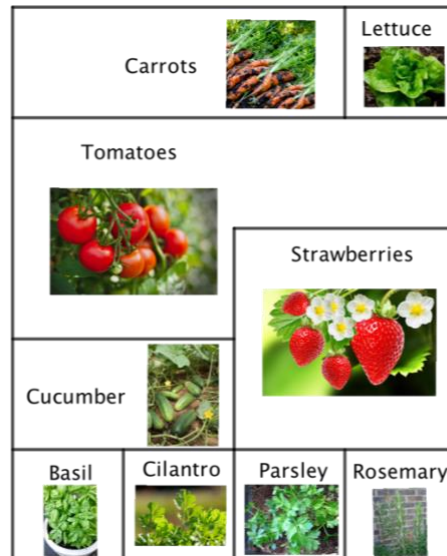 Carrots
Lettuce
Tomatoes
Strawberries
Cucumber
Basil
Cilantro
Parsley
Rosemary